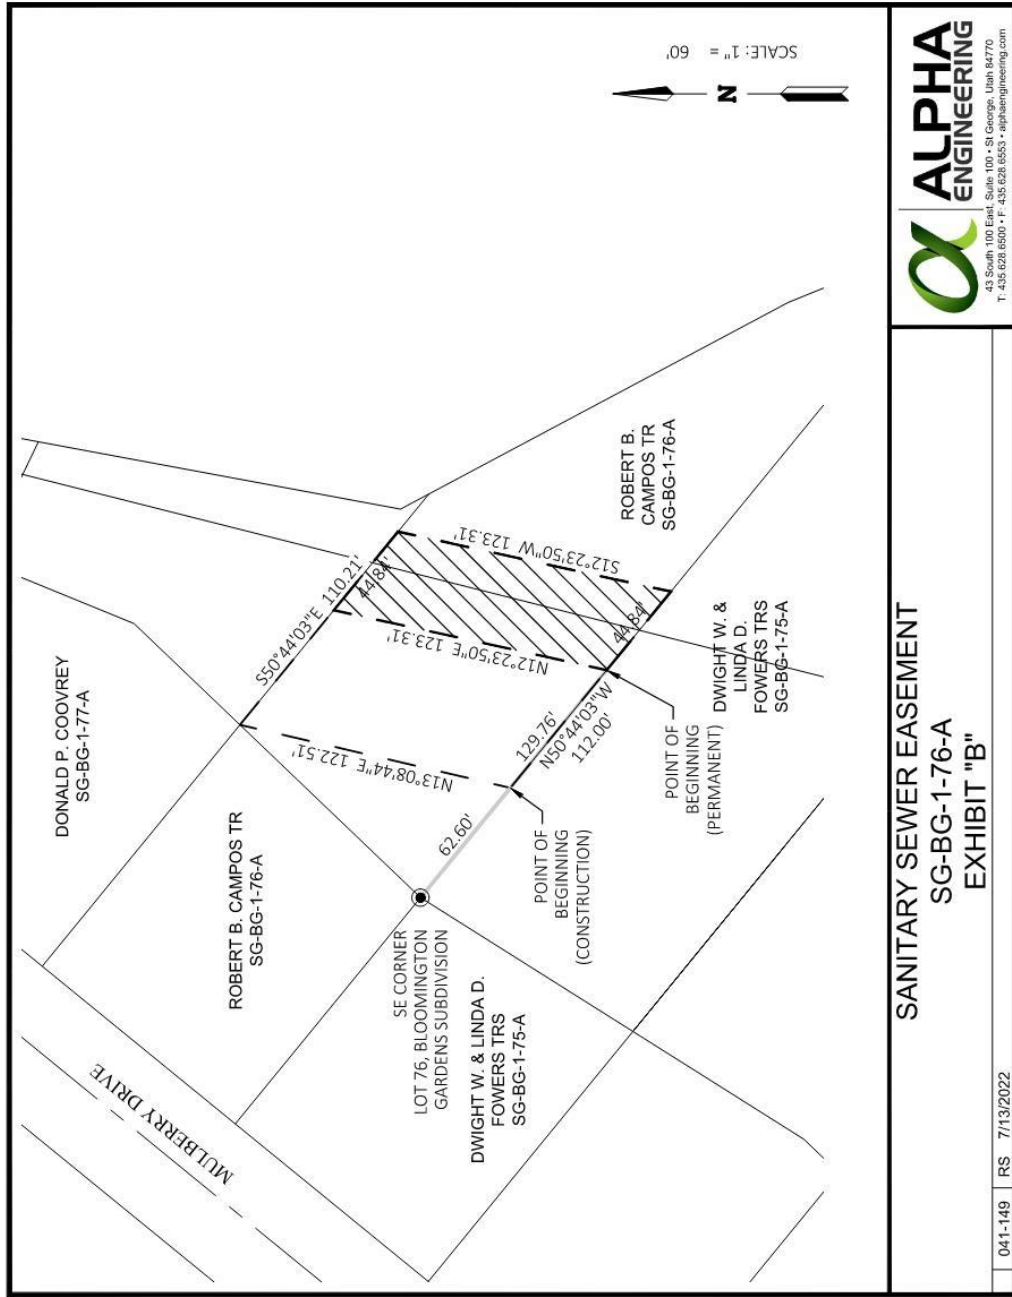 DONALD P. COOVREY
SG-BG-1-77-A
ROBERT B. CAMPOS TR
SG-BG-1-76-A
MULBERRY DRIVE
SE CORNER
LOT 76, BLOOMINGTON
GARDENS SUBDIVISION
DWIGHT W. & LINDA D.
FOWERS TRS
SG-BG-1-75-A
62.60'
POINT OF
BEGINNING
(CONSTRUCTION)
N13°08'44"E 122.51'
S50°44'03"E 110.21'
44.84'
N12°23'50"E 123.31'
S12°23'50"W 123.31'
44.84'
129.76'
N50°44'03"W
112.00'
POINT OF
BEGINNING
(PERMANENT)
DWIGHT W. &
LINDA D.
FOWERS TRS
SG-BG-1-75-A
ROBERT B.
CAMPOS TR
SG-BG-1-76-A
N
SCALE: 1" = 60'
SANITARY SEWER EASEMENT
SG-BG-1-76-A
EXHIBIT "B"
041-149 RS 7/13/2022
ALPHA
ENGINEERING
43 South 100 East, Suite 100 • St George, Utah 84770
T: 435.628.6500 • F: 435.628.6553 • alphaengineering.com